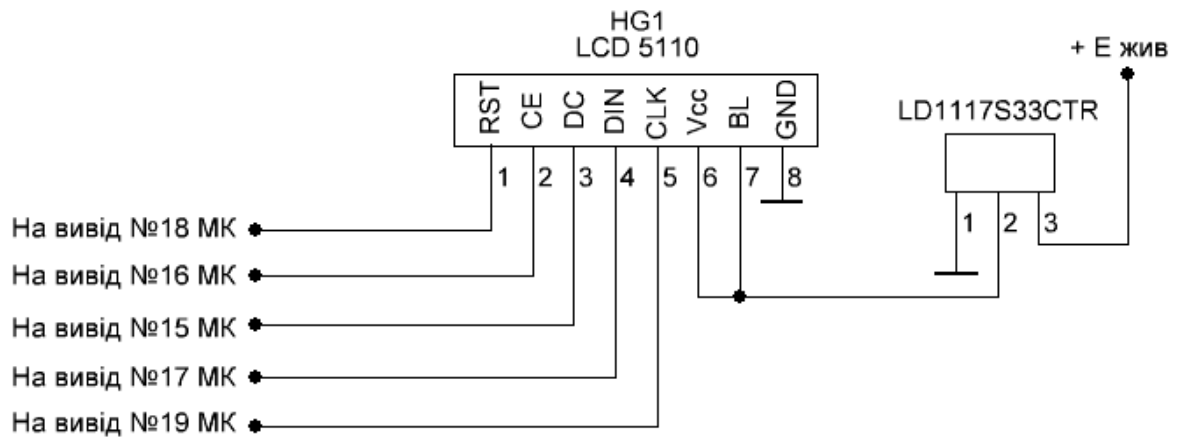 HG1
LCD 5110
+ Е жив
RST CE DC DIN CLK Vcc BL GND
LD1117S33CTR
1 2 3 4 5 6 7 8
1 2 3
На вивід №18 МК
На вивід №16 МК
На вивід №15 МК
На вивід №17 МК
На вивід №19 МК